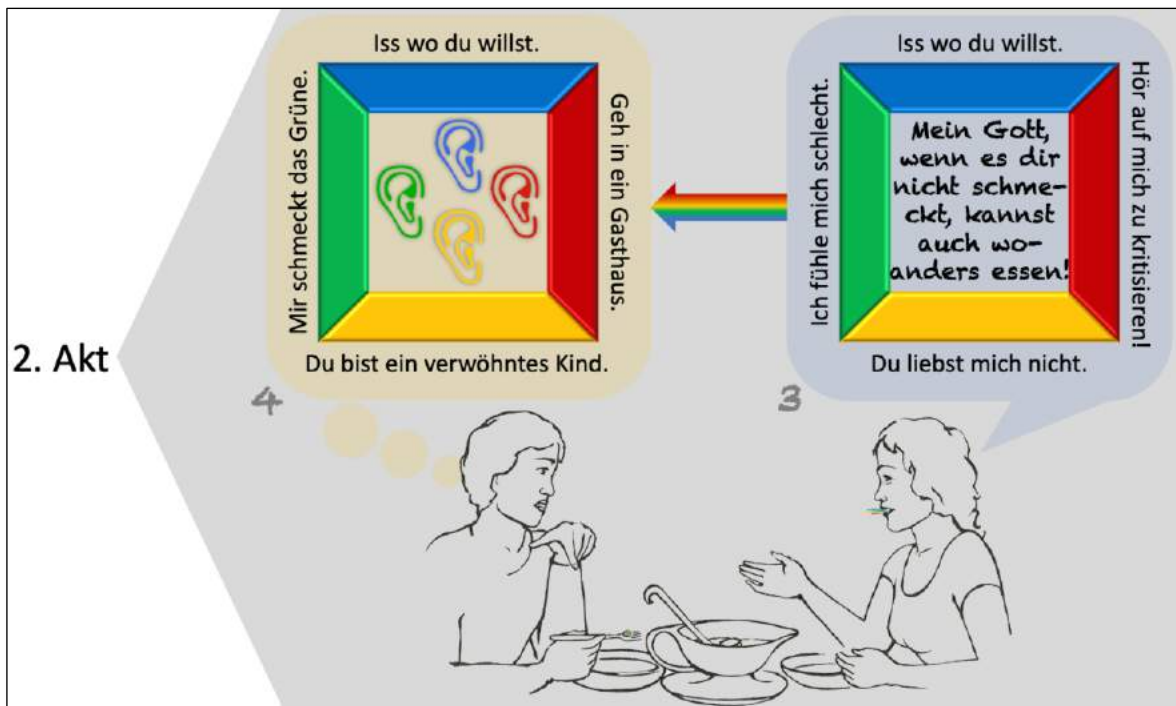 2. Akt
Iss wo du willst.
Mir schmeckt das Grüne.
Geh in ein Gasthaus.
Du bist ein verwöhntes Kind.
4
Iss wo du willst.
Ich fühle mich schlecht.
Mein Gott,
wenn es dir
nicht schme-
ckt, kannst
auch wo-
anders essen!
Hör auf mich zu kritisieren!
Du liebst mich nicht.
3